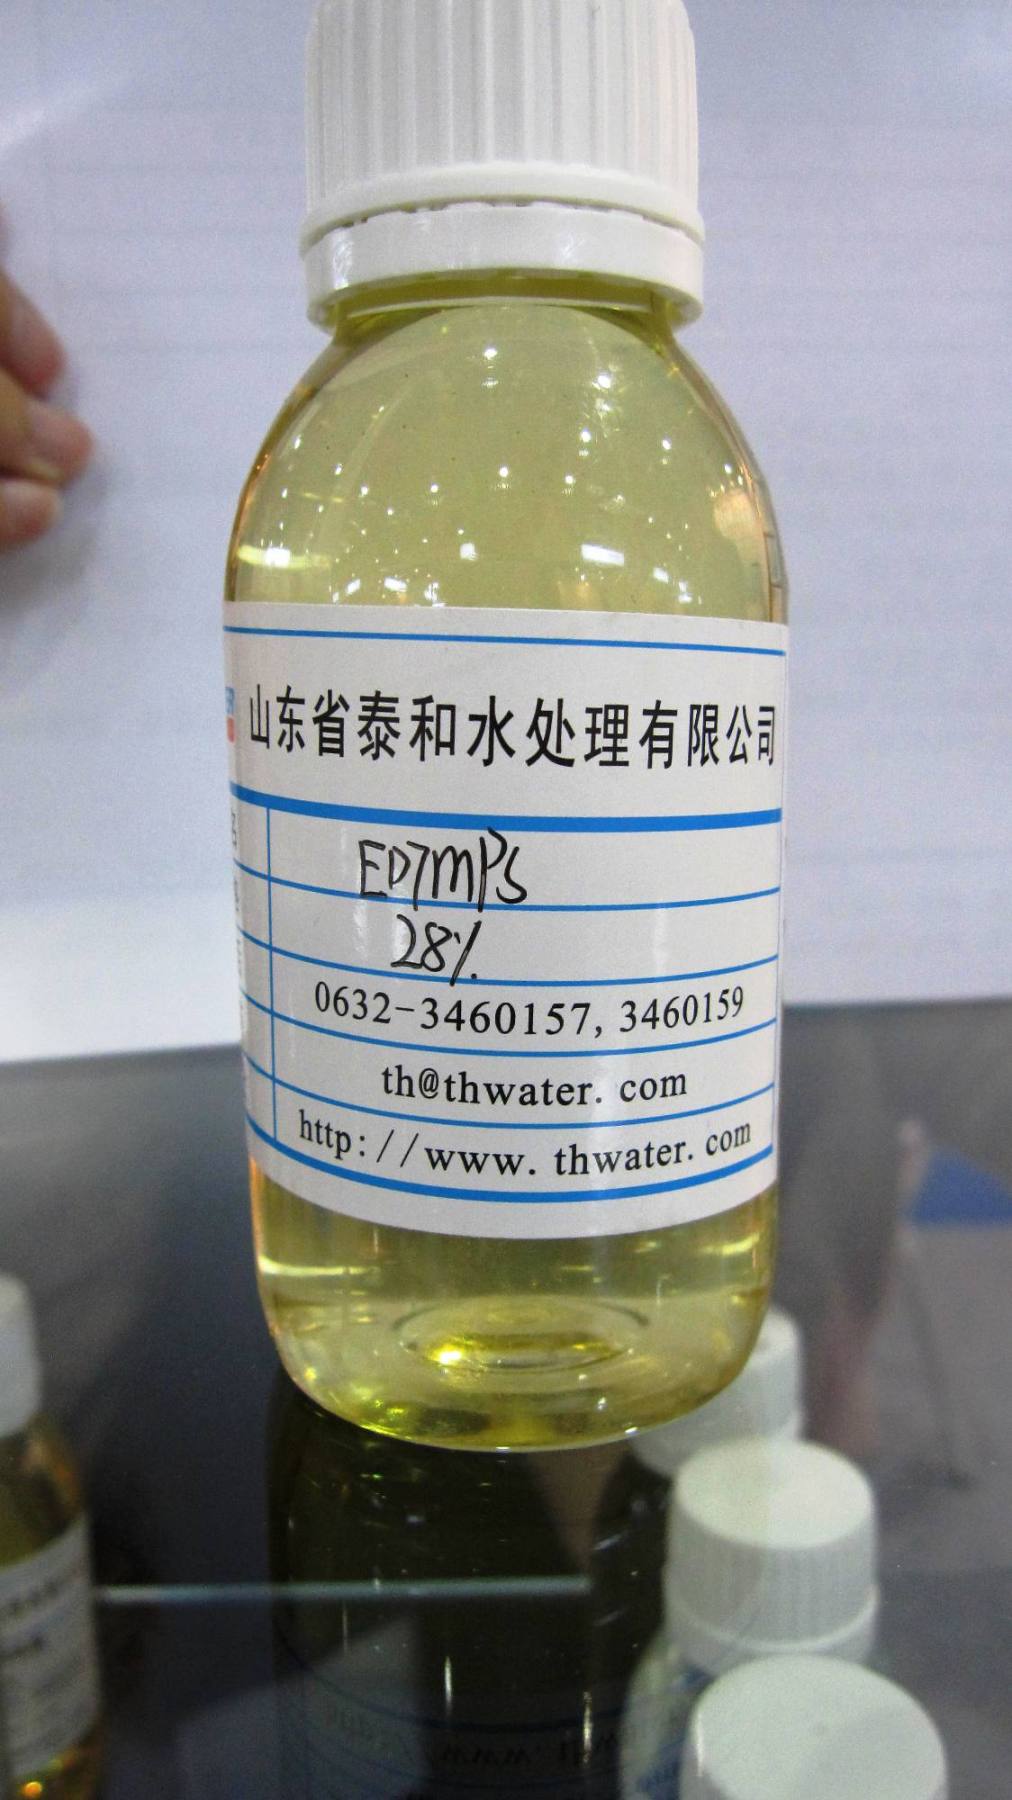 山东省泰和水处理有限公司
EDTMPS
28%
0632-3460157, 3460159
th@thwater. com
http://www. thwater. com